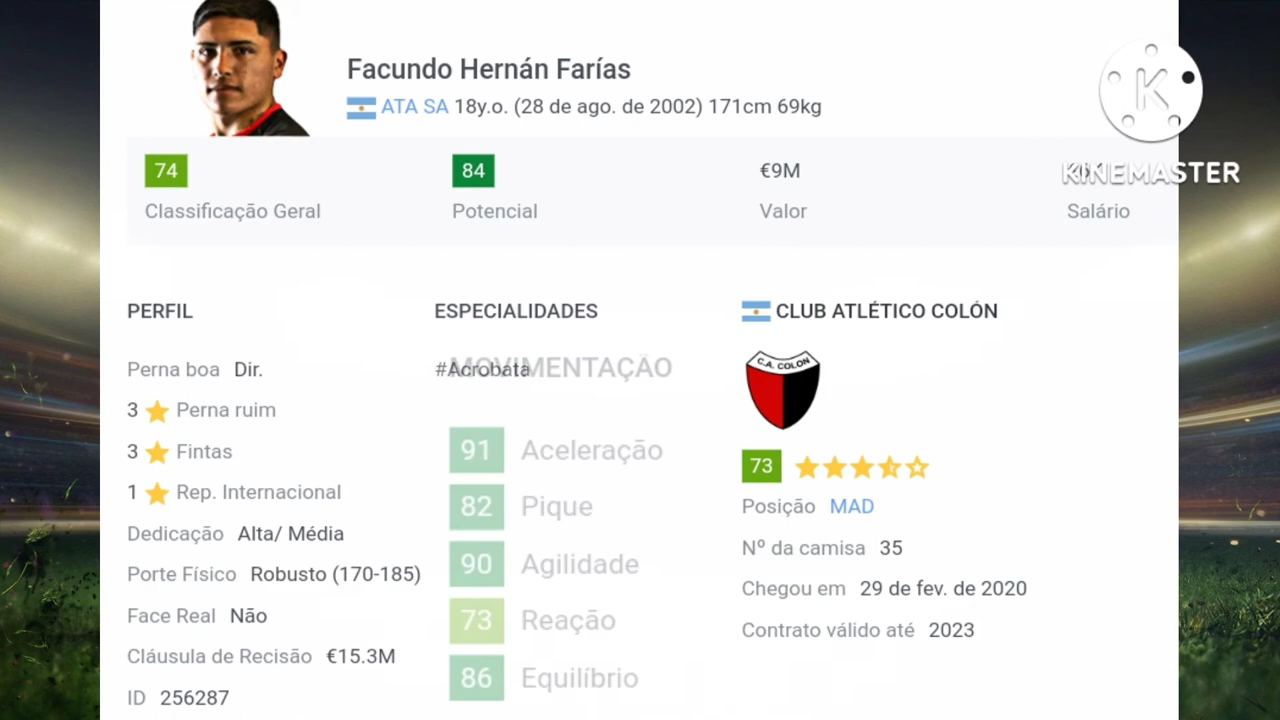 Facundo Hernán Farías
ATA SA 18y.o. (28 de ago. de 2002) 171cm 69kg
K
KINEMASTER
74
84
€9M
Classificação Geral
Potencial
Valor
Salário
PERFIL
Perna boa Dir.
3 Perna ruim
3 Fintas
1 Rep. Internacional
Dedicação Alta/ Média
Porte Físico Robusto (170-185)
Face Real Não
Cláusula de Recisão €15.3M
ID 256287
ESPECIALIDADES
#Acrobata
MOVIMENTAÇÃO
91 Aceleração
82 Pique
90 Agilidade
73 Reação
86 Equilíbrio
CLUB ATLÉTICO COLÓN
C.A. COLON
73
Posição MAD
Nº da camisa 35
Chegou em 29 de fev. de 2020
Contrato válido até 2023